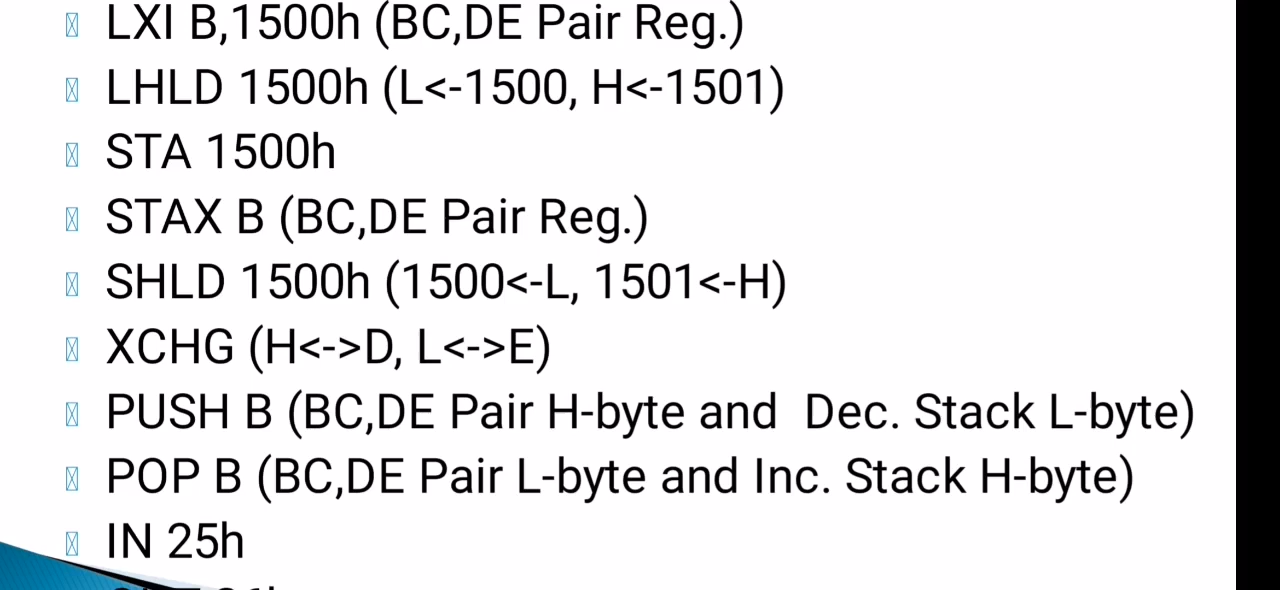 LXI B,1500h (BC,DE Pair Reg.)
LHLD 1500h (L<-1500, H<-1501)
STA 1500h
STAX B (BC,DE Pair Reg.)
SHLD 1500h (1500<-L, 1501<-H)
XCHG (H<->D, L<->E)
PUSH B (BC,DE Pair H-byte and  Dec. Stack L-byte)
POP B (BC,DE Pair L-byte and Inc. Stack H-byte)
IN 25h